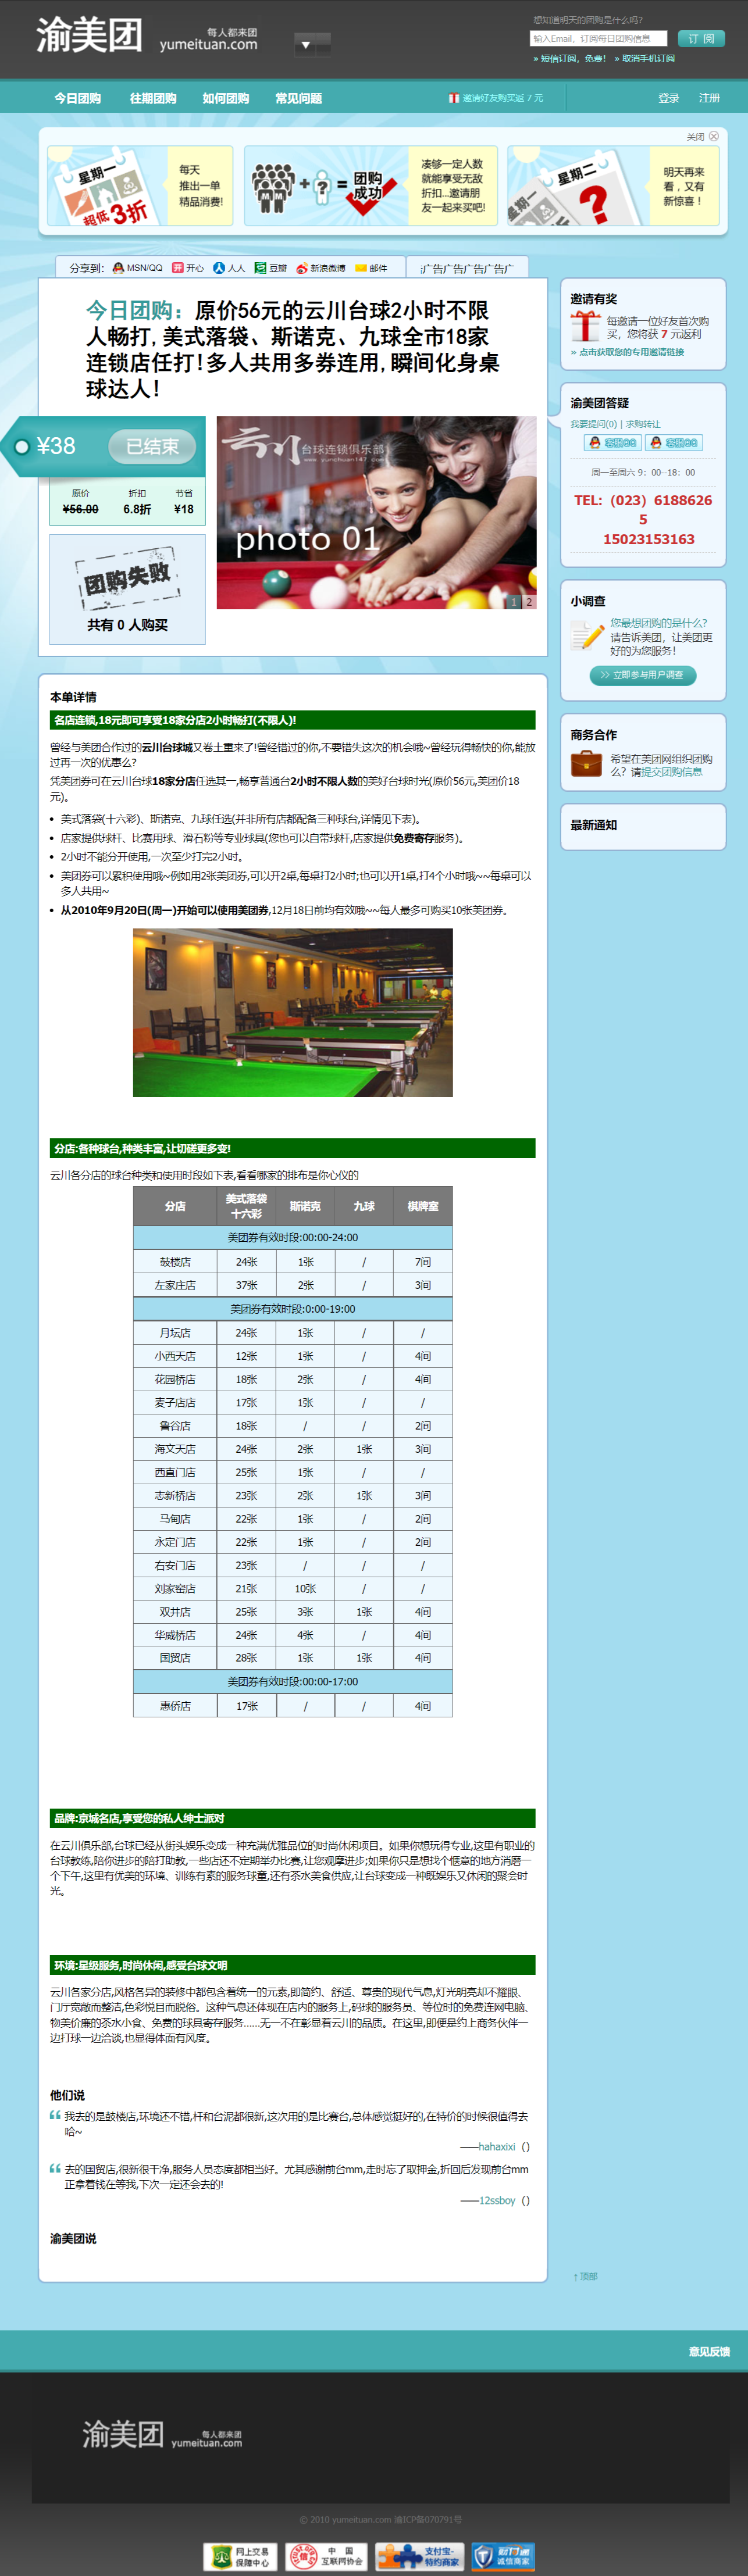 渝美团
每人都来团
yumeituan.com
想知道明天的团购是什么吗?
输入Email，订阅每日团购信息
订 阅
» 短信订阅，免费! » 取消手机订阅
今日团购 往期团购 如何团购 常见问题
邀请好友购买返 7 元
登录 注册
关闭
星期一
超低3折
每天
推出一单
精品消费!
团购成功
凑够一定人数
就能享受无敌
折扣...邀请朋
友一起来买吧!
星期二
明天再来
看，又有
新惊喜!
分享到: MSN/QQ 开心 人人 豆瓣 新浪微博 邮件
广告广告广告广告广
今日团购：原价56元的云川台球2小时不限
人畅打,美式落袋、斯诺克、九球全市18家
连锁店任打!多人共用多券连用,瞬间化身桌
球达人!
¥38 已结束
原价 折扣 节省
¥56.00 6.8折 ¥18
团购失败
共有 0 人购买
云川 台球连锁俱乐部
www.yunchuan147.com
photo 01
1 2
邀请有奖
每邀请一位好友首次购
买，您将获 7 元返利
» 点击获取您的专用邀请链接
渝美团答疑
我要提问(0) | 求购转让
周一至周六 9：00--18：00
TEL:（023）6188626
5
15023153163
小调查
您最想团购的是什么?
请告诉美团，让美团更
好的为您服务!
>> 立即参与用户调查
商务合作
希望在美团网组织团购
么？请提交团购信息
最新通知
本单详情
名店连锁,18元即可享受18家分店2小时畅打(不限人)!
曾经与美团合作过的云川台球城又卷土重来了!曾经错过的你,不要错失这次的机会哦~曾经玩得畅快的你,能放
过再一次的优惠么?
凭美团券可在云川台球18家分店任选其一,畅享普通台2小时不限人数的美好台球时光(原价56元,美团价18
元)。
• 美式落袋(十六彩)、斯诺克、九球任选(并非所有店都配备三种球台,详情见下表)。
• 店家提供球杆、比赛用球、滑石粉等专业球具(您也可以自带球杆,店家提供免费寄存服务)。
• 2小时不能分开使用,一次至少打完2小时。
• 美团券可以累积使用哦~例如用2张美团券,可以开2桌,每桌打2小时;也可以开1桌,打4个小时哦~~每桌可以
多人共用~
• 从2010年9月20日(周一)开始可以使用美团券,12月18日前均有效哦~~每人最多可购买10张美团券。
分店:各种球台,种类丰富,让切磋更多变!
云川各分店的球台种类和使用时段如下表,看看哪家的排布是你心仪的
分店 美式落袋十六彩 斯诺克 九球 棋牌室
美团券有效时段:00:00-24:00
鼓楼店 24张 1张 / 7间
左家庄店 37张 2张 / 3间
美团券有效时段:0:00-19:00
月坛店 24张 1张 / /
小西天店 12张 1张 / 4间
花园桥店 18张 2张 / 4间
麦子店店 17张 1张 / /
鲁谷店 18张 / / 2间
海文天店 24张 2张 1张 3间
西直门店 25张 1张 / /
志新桥店 23张 2张 1张 3间
马甸店 22张 1张 / 2间
永定门店 22张 1张 / 2间
右安门店 23张 / / /
刘家窑店 21张 10张 / /
双井店 25张 3张 1张 4间
华威桥店 24张 4张 / 4间
国贸店 28张 1张 1张 4间
美团券有效时段:00:00-17:00
惠侨店 17张 / / 4间
品牌:京城名店,享受您的私人绅士派对
在云川俱乐部,台球已经从街头娱乐变成一种充满优雅品位的时尚休闲项目。如果你想玩得专业,这里有职业的
台球教练,陪你进步的陪打助教,一些店还不定期举办比赛,让您观摩进步;如果你只是想找个惬意的地方消磨一
个下午,这里有优美的环境、训练有素的服务球童,还有茶水美食供应,让台球变成一种既娱乐又休闲的聚会时
光。
环境:星级服务,时尚休闲,感受台球文明
云川各家分店,风格各异的装修中都包含着统一的元素,即简约、舒适、尊贵的现代气息,灯光明亮却不耀眼、
门厅宽敞而整洁,色彩悦目而脱俗。这种气息还体现在店内的服务上,码球的服务员、等位时的免费连网电脑、
物美价廉的茶水小食、免费的球具寄存服务......无一不在彰显着云川的品质。在这里,即便是约上商务伙伴一
边打球一边洽谈,也显得体面有风度。
他们说
我去的是鼓楼店,环境还不错,杆和台泥都很新,这次用的是比赛台,总体感觉挺好的,在特价的时候很值得去
哈~
——hahaxixi（）
去的国贸店,很新很干净,服务人员态度都相当好。尤其感谢前台mm,走时忘了取押金,折回后发现前台mm
正拿着钱在等我,下次一定还会去的!
——12ssboy（）
渝美团说
↑顶部
意见反馈
渝美团
每人都来团
yumeituan.com
© 2010 yumeituan.com 渝ICP备070791号
网上交易
保障中心
中 国
互联网协会
支付宝
特约商家
财付通
诚信商家